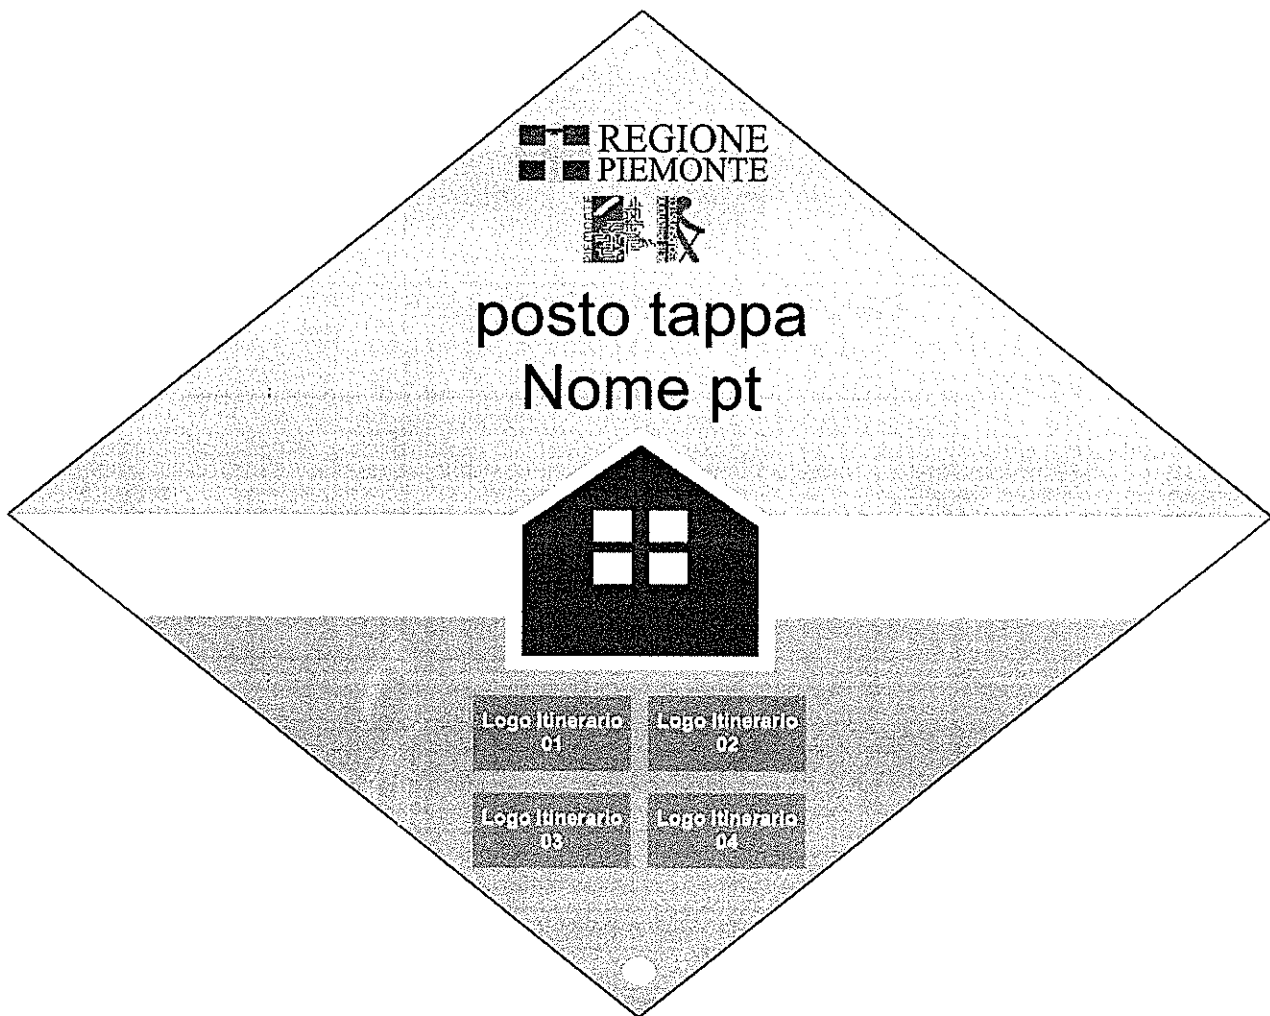 REGIONE
PIEMONTE
posto tappa
Nome pt
Logo Itinerario
01
Logo Itinerario
02
Logo Itinerario
03
Logo Itinerario
04